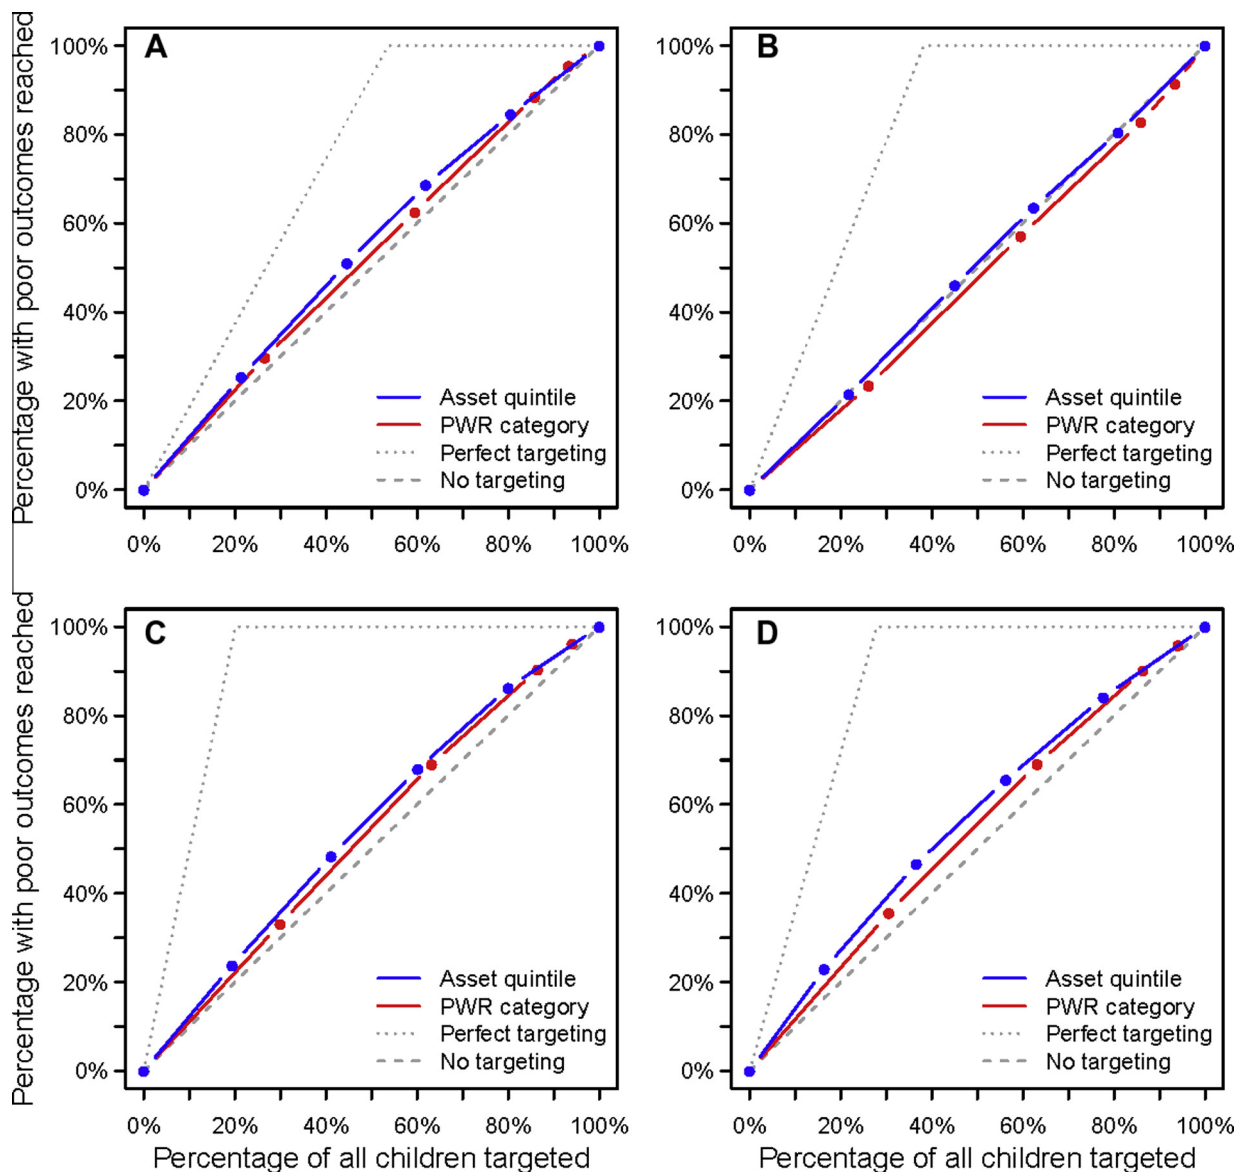 Percentage with poor outcomes reached
A
100%
80%
60%
40%
20%
0%
Asset quintile
PWR category
Perfect targeting
No targeting
0% 20% 40% 60% 80% 100%
B
100%
80%
60%
40%
20%
0%
Asset quintile
PWR category
Perfect targeting
No targeting
0% 20% 40% 60% 80% 100%
Percentage with poor outcomes reached
C
100%
80%
60%
40%
20%
0%
Asset quintile
PWR category
Perfect targeting
No targeting
0% 20% 40% 60% 80% 100%
Percentage of all children targeted
D
100%
80%
60%
40%
20%
0%
Asset quintile
PWR category
Perfect targeting
No targeting
0% 20% 40% 60% 80% 100%
Percentage of all children targeted